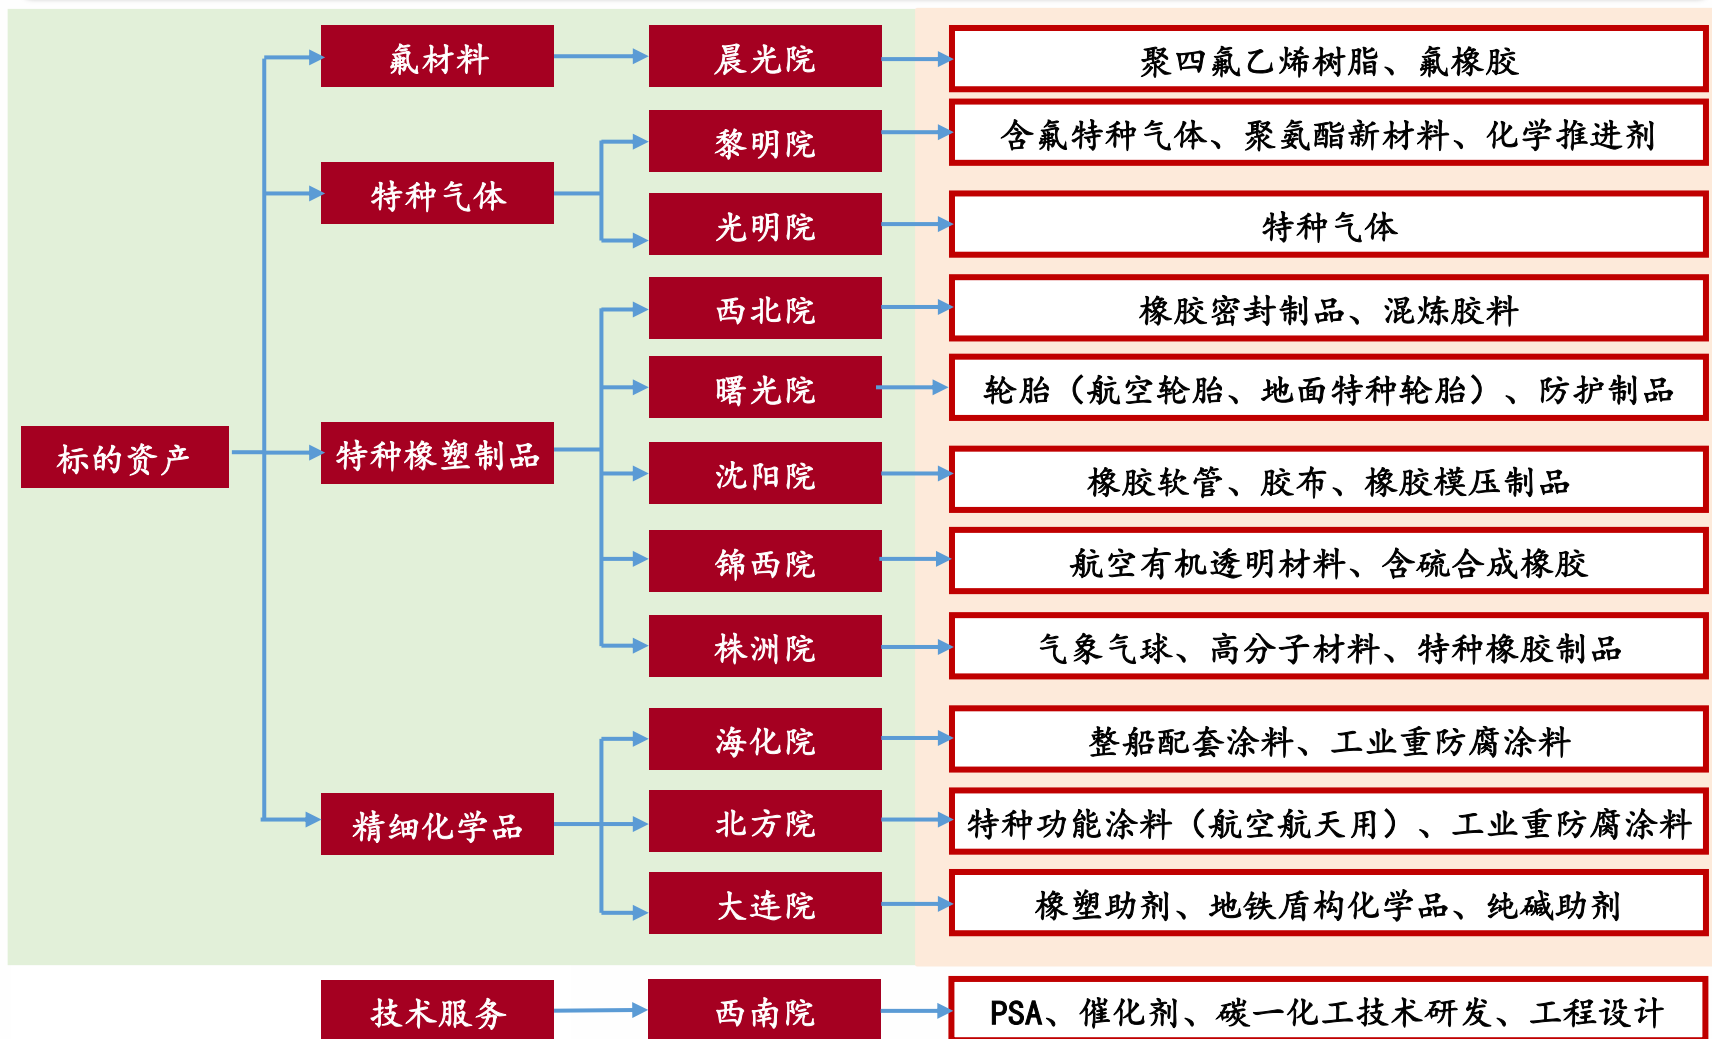 标的资产
氟材料
晨光院
聚四氟乙烯树脂、氟橡胶
特种气体
黎明院
含氟特种气体、聚氨酯新材料、化学推进剂
光明院
特种气体
特种橡塑制品
西北院
橡胶密封制品、混炼胶料
曙光院
轮胎（航空轮胎、地面特种轮胎）、防护制品
沈阳院
橡胶软管、胶布、橡胶模压制品
锦西院
航空有机透明材料、含硫合成橡胶
株洲院
气象气球、高分子材料、特种橡胶制品
精细化学品
海化院
整船配套涂料、工业重防腐涂料
北方院
特种功能涂料（航空航天用）、工业重防腐涂料
大连院
橡塑助剂、地铁盾构化学品、纯碱助剂
技术服务
西南院
PSA、催化剂、碳一化工技术研发、工程设计